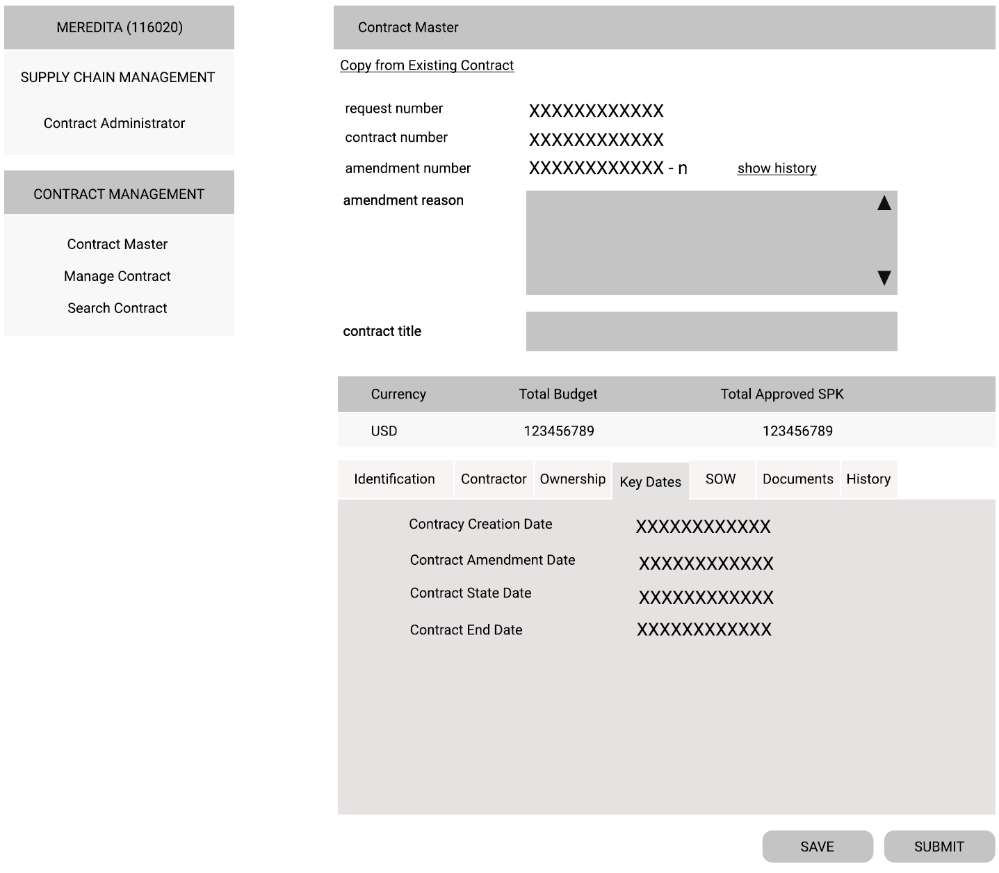 MEREDITA (116020)
SUPPLY CHAIN MANAGEMENT
Contract Administrator
CONTRACT MANAGEMENT
Contract Master
Manage Contract
Search Contract
Contract Master
Copy from Existing Contract
request number XXXXXXXXXXXX
contract number XXXXXXXXXXXX
amendment number XXXXXXXXXXXX - n show history
amendment reason
contract title
Currency Total Budget Total Approved SPK
USD 123456789 123456789
Identification Contractor Ownership Key Dates SOW Documents History
Contracy Creation Date XXXXXXXXXXXX
Contract Amendment Date XXXXXXXXXXXX
Contract State Date XXXXXXXXXXXX
Contract End Date XXXXXXXXXXXX
SAVE SUBMIT